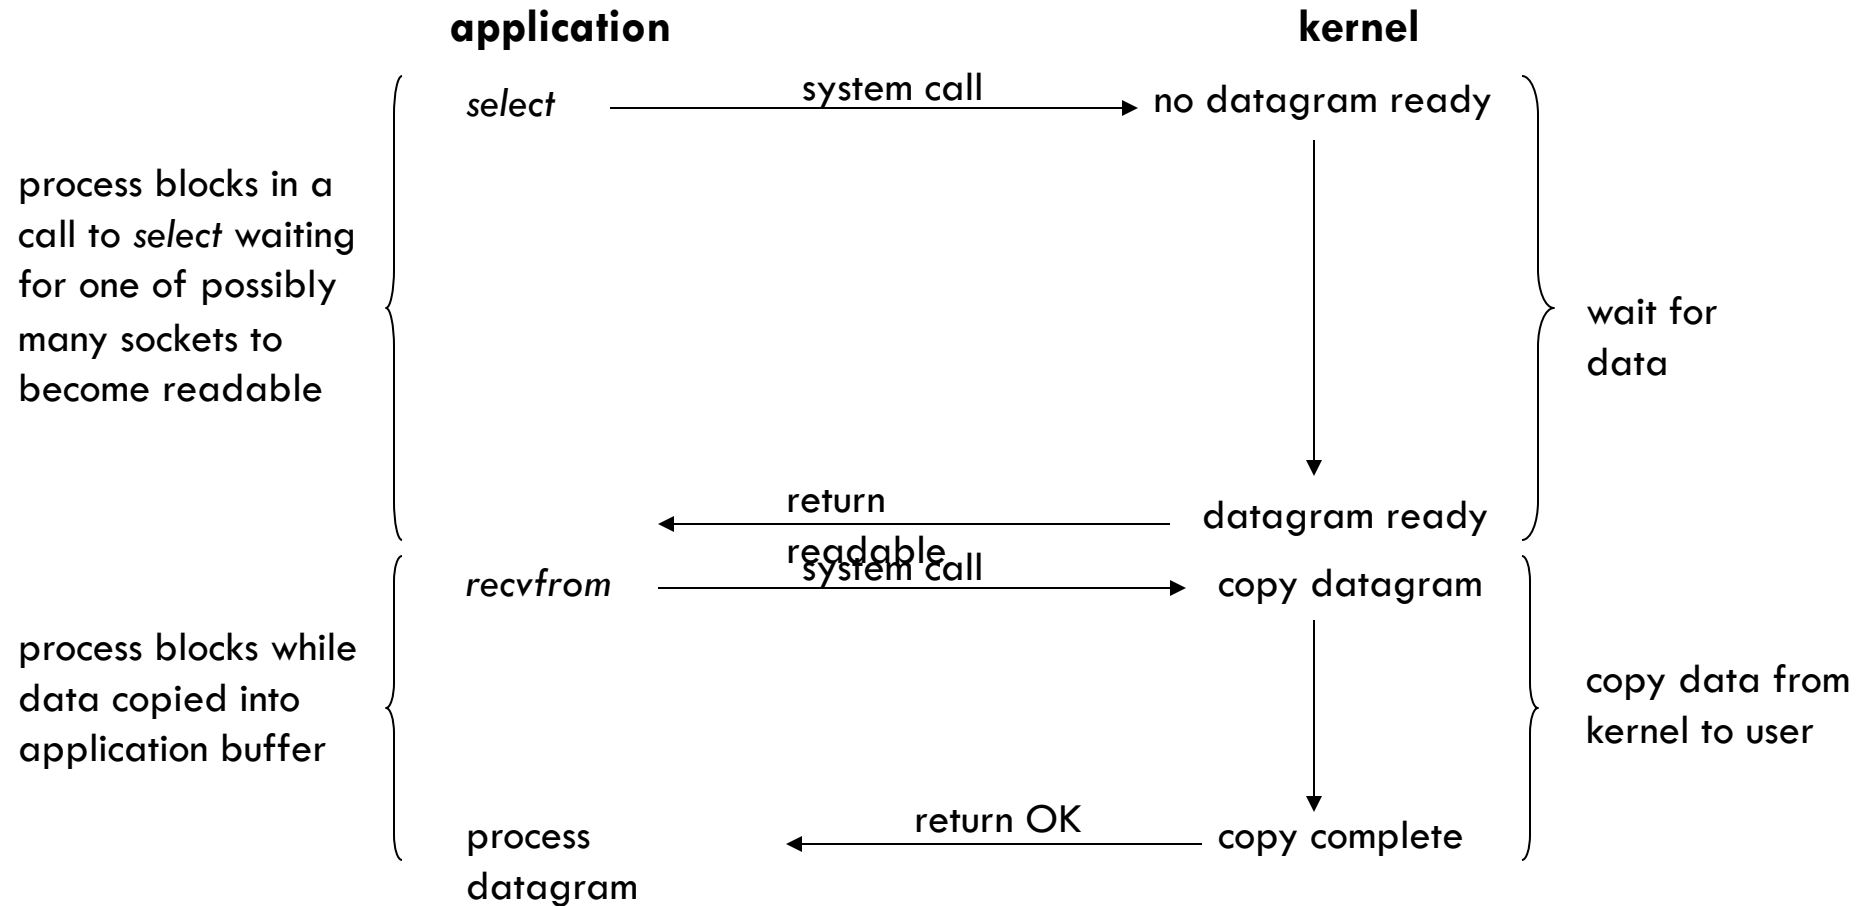 application
kernel
select
system call
no datagram ready
process blocks in a
call to select waiting
for one of possibly
many sockets to
become readable
wait for
data
return
readable
datagram ready
recvfrom
system call
copy datagram
process blocks while
data copied into
application buffer
copy data from
kernel to user
process
datagram
return OK
copy complete